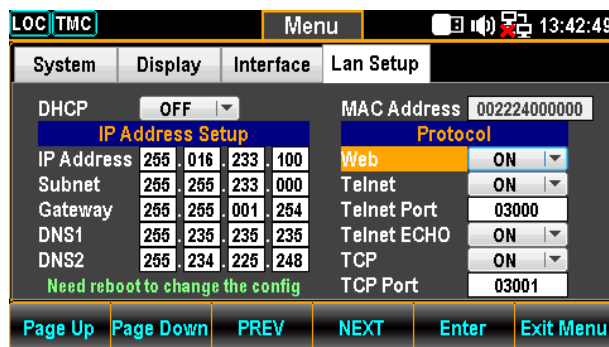 LOC TMC Menu 13:42:49
System Display Interface Lan Setup
DHCP OFF MAC Address 002224000000
IP Address Setup Protocol
IP Address 255 . 016 . 233 . 100 Web ON
Subnet 255 . 255 . 233 . 000 Telnet ON
Gateway 255 . 255 . 001 . 254 Telnet Port 03000
DNS1 255 . 235 . 235 . 235 Telnet ECHO ON
DNS2 255 . 234 . 225 . 248 TCP ON
Need reboot to change the config TCP Port 03001
Page Up Page Down PREV NEXT Enter Exit Menu